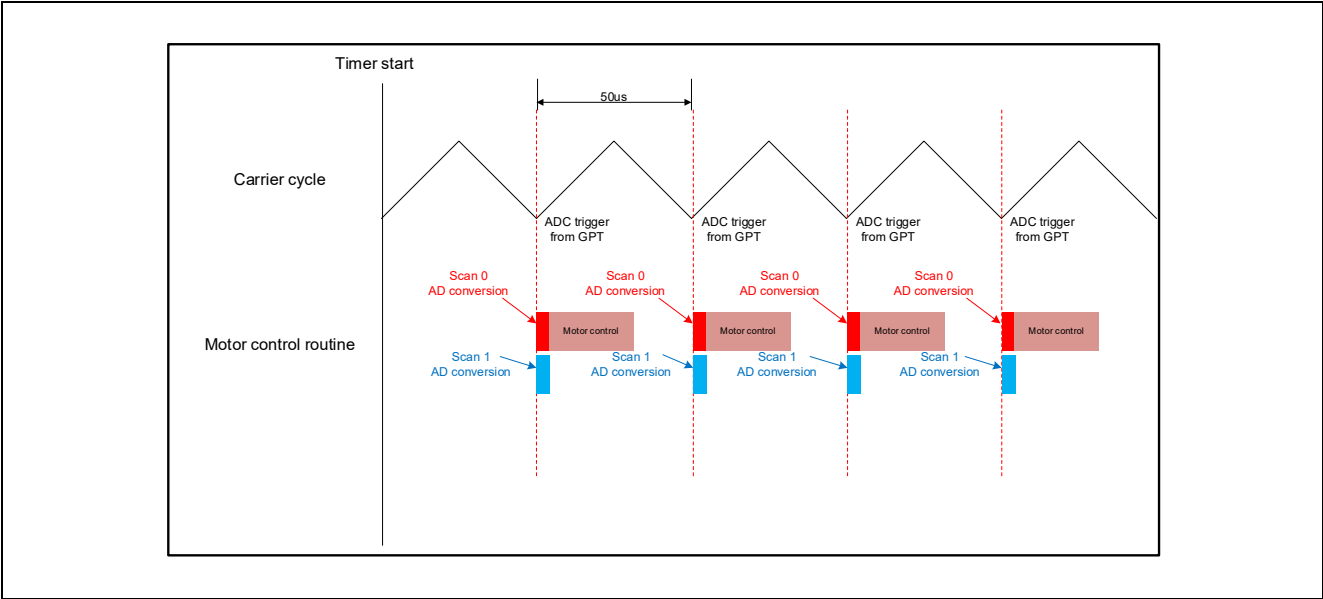 Timer start
50us
Carrier cycle
ADC trigger
from GPT
ADC trigger
from GPT
ADC trigger
from GPT
ADC trigger
from GPT
Scan 0
AD conversion
Scan 0
AD conversion
Scan 0
AD conversion
Scan 0
AD conversion
Motor control routine
Motor control
Motor control
Motor control
Motor control
Scan 1
AD conversion
Scan 1
AD conversion
Scan 1
AD conversion
Scan 1
AD conversion